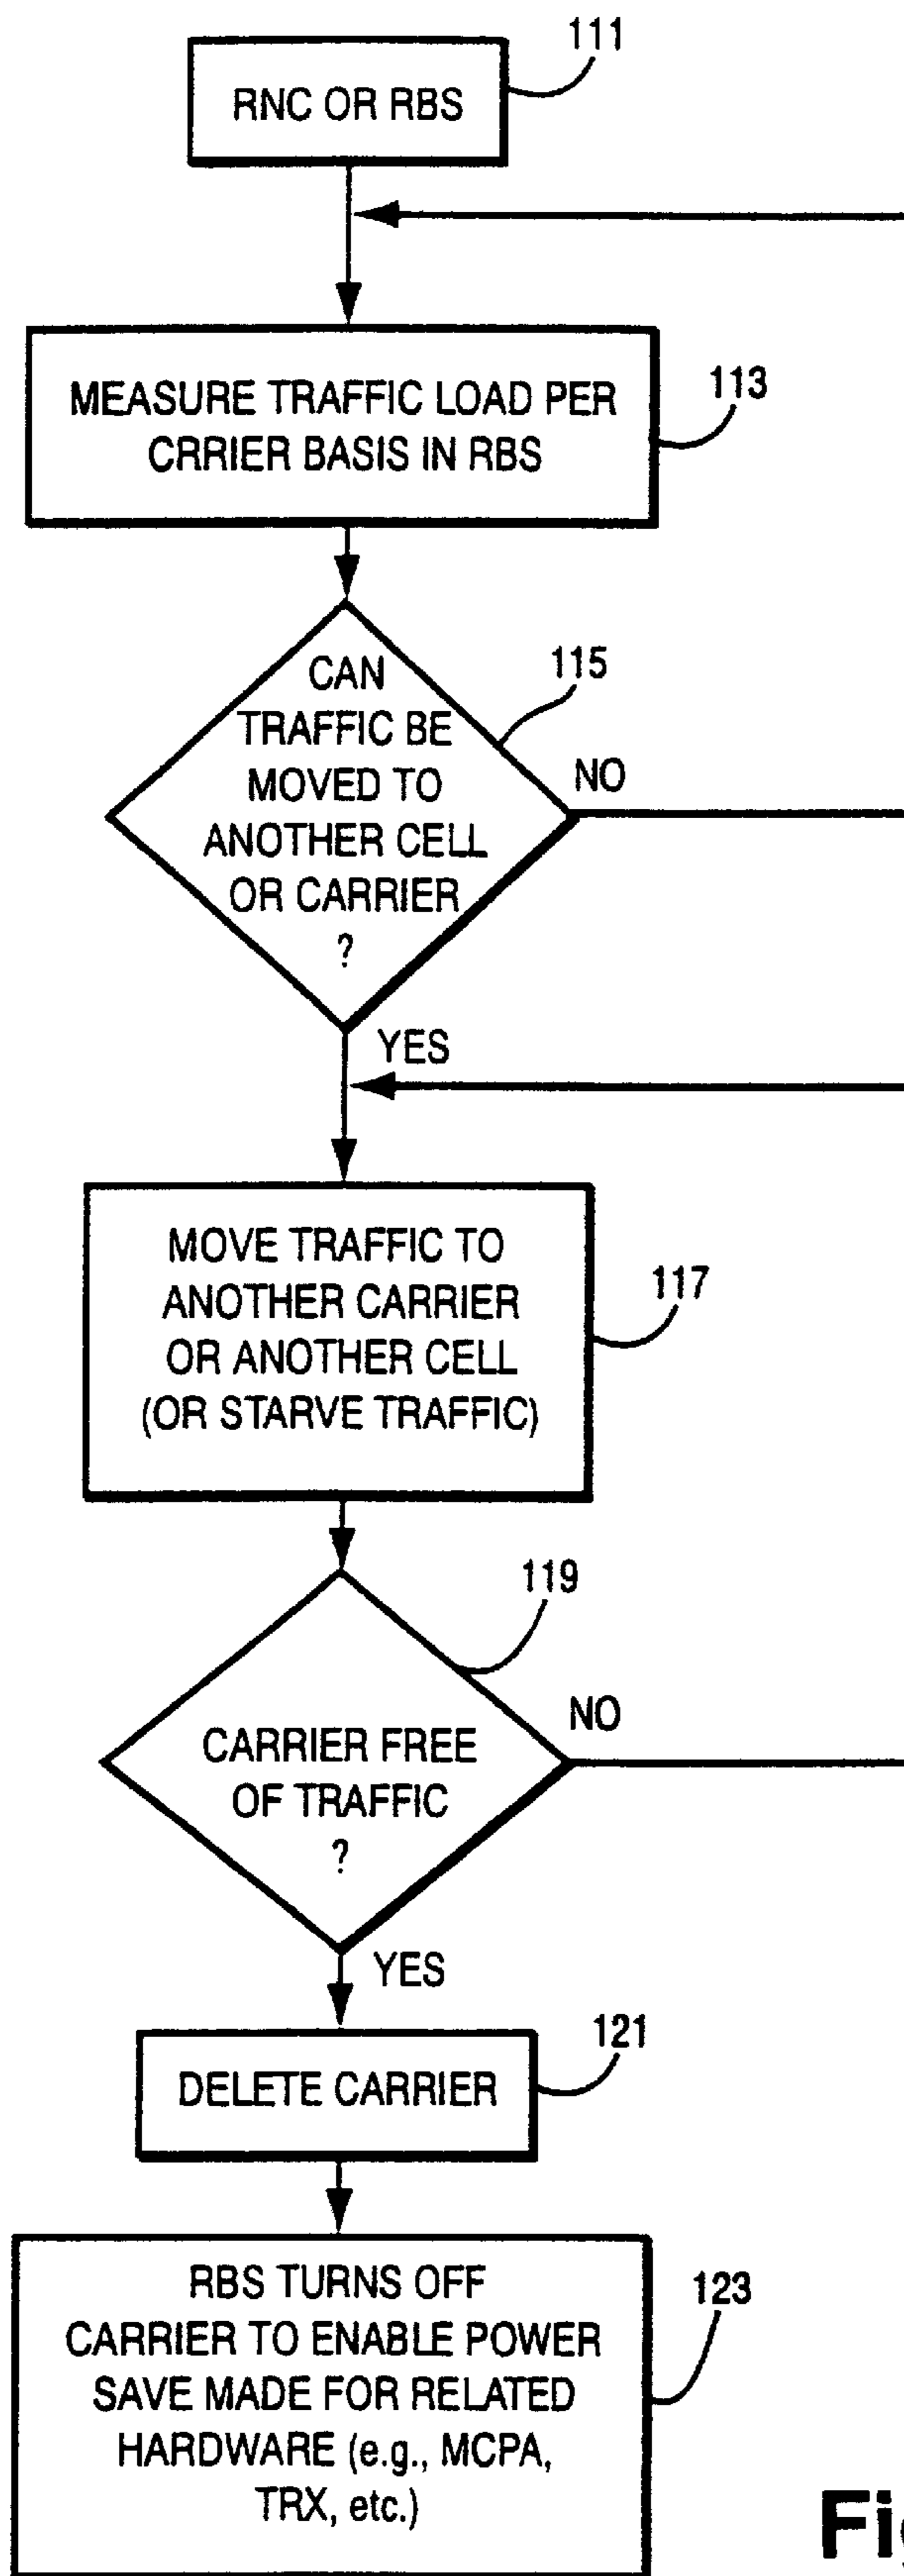 111
RNC OR RBS
MEASURE TRAFFIC LOAD PER
CRRIER BASIS IN RBS
113
CAN
TRAFFIC BE
MOVED TO
ANOTHER CELL
OR CARRIER
?
115
NO
YES
MOVE TRAFFIC TO
ANOTHER CARRIER
OR ANOTHER CELL
(OR STARVE TRAFFIC)
117
119
CARRIER FREE
OF TRAFFIC
?
NO
YES
121
DELETE CARRIER
RBS TURNS OFF
CARRIER TO ENABLE POWER
SAVE MADE FOR RELATED
HARDWARE (e.g., MCPA,
TRX, etc.)
123